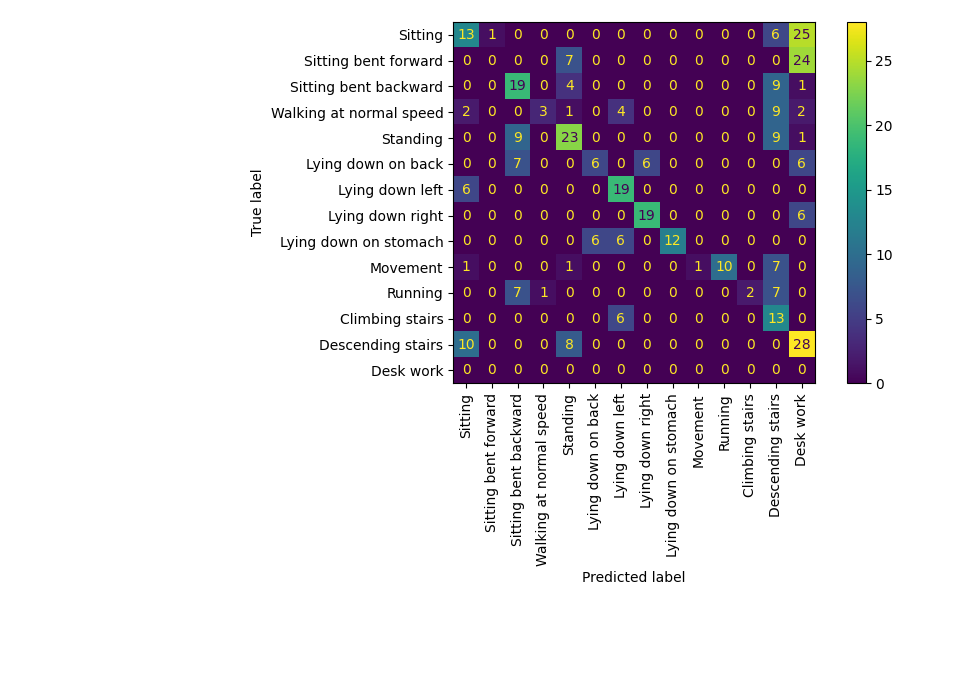 Sitting 13 1 0 0 0 0 0 0 0 0 0 0 6 25
Sitting bent forward 0 0 0 0 7 0 0 0 0 0 0 0 0 24
Sitting bent backward 0 0 19 0 4 0 0 0 0 0 0 0 9 1
Walking at normal speed 2 0 0 3 1 0 4 0 0 0 0 0 9 2
Standing 0 0 9 0 23 0 0 0 0 0 0 0 9 1
Lying down on back 0 0 7 0 0 6 0 6 0 0 0 0 0 6
Lying down left 6 0 0 0 0 0 19 0 0 0 0 0 0 0
Lying down right 0 0 0 0 0 0 0 19 0 0 0 0 0 6
Lying down on stomach 0 0 0 0 0 6 6 0 12 0 0 0 0 0
Movement 1 0 0 0 1 0 0 0 0 1 10 0 7 0
Running 0 0 7 1 0 0 0 0 0 0 0 2 7 0
Climbing stairs 0 0 0 0 0 0 6 0 0 0 0 0 13 0
Descending stairs 10 0 0 0 8 0 0 0 0 0 0 0 0 28
Desk work 0 0 0 0 0 0 0 0 0 0 0 0 0 0
True label
Sitting
Sitting bent forward
Sitting bent backward
Walking at normal speed
Standing
Lying down on back
Lying down left
Lying down right
Lying down on stomach
Movement
Running
Climbing stairs
Descending stairs
Desk work
Predicted label
25
20
15
10
5
0